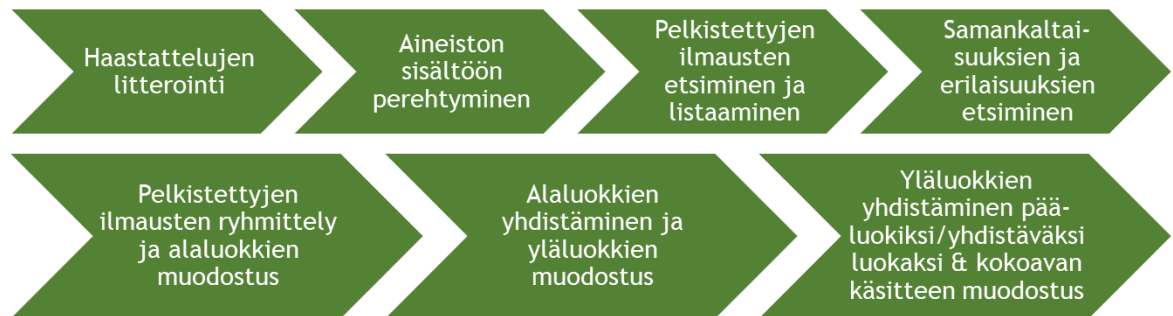 Haastattelujen
litterointi
Aineiston
sisältöön
perehtyminen
Pelkistettyjen
ilmausten
etsiminen ja
listaaminen
Samankaltai-
suuksien ja
erilaisuuksien
etsiminen
Pelkistettyjen
ilmausten ryhmittely
ja alaluokkien
muodostus
Alaluokkien
yhdistäminen ja
yläluokkien
muodostus
Yläluokkien
yhdistäminen pää-
luokiksi/yhdistäväksi
luokaksi & kokoavan
käsitteen muodostus